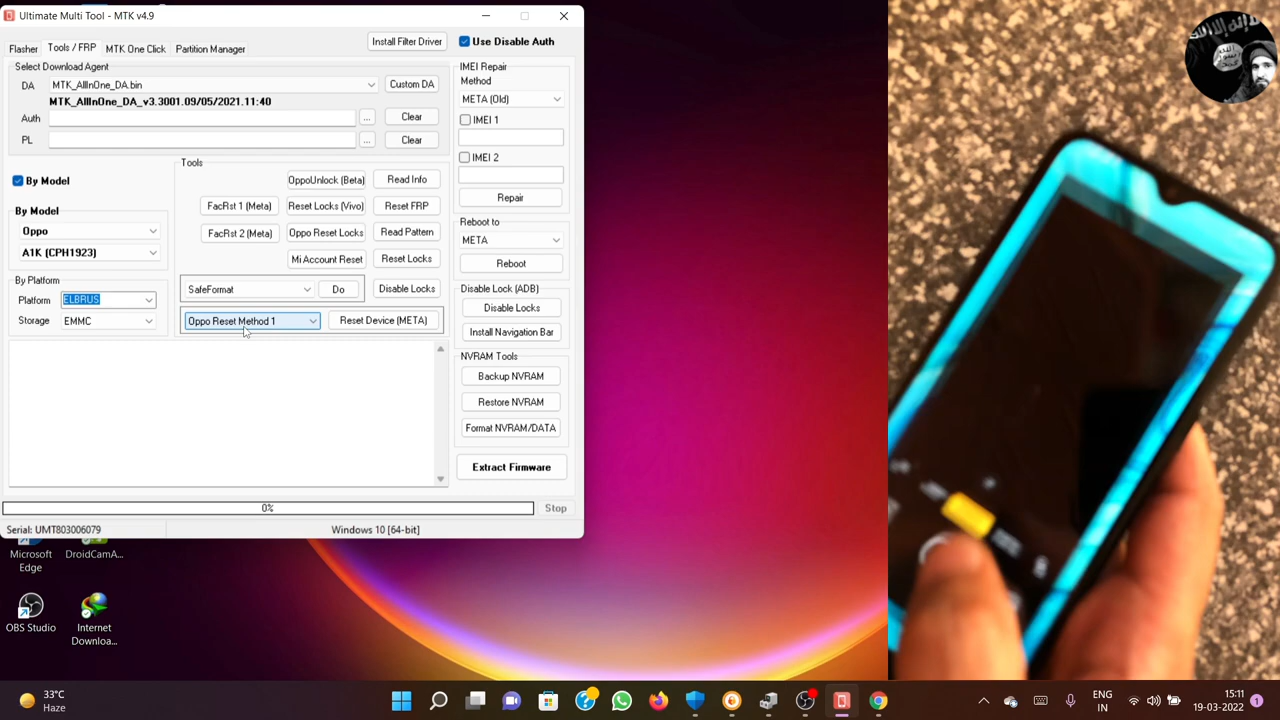 Ultimate Multi Tool - MTK v4.9
Flasher
Tools / FRP
MTK One Click
Partition Manager
Install Filter Driver
Use Disable Auth
Select Download Agent
DA
MTK_AllInOne_DA.bin
Custom DA
MTK_AllInOne_DA_v3.3001.09/05/2021.11:40
Auth
...
Clear
PL
...
Clear
By Model
By Model
Oppo
A1K (CPH1923)
By Platform
Platform
ELBRUS
Storage
EMMC
Tools
OppoUnlock (Beta)
Read Info
FacRst 1 (Meta)
Reset Locks (Vivo)
Reset FRP
FacRst 2 (Meta)
Oppo Reset Locks
Read Pattern
Mi Account Reset
Reset Locks
SafeFormat
Do
Disable Locks
Oppo Reset Method 1
Reset Device (META)
IMEI Repair
Method
META (Old)
IMEI 1
IMEI 2
Repair
Reboot to
META
Reboot
Disable Lock (ADB)
Disable Locks
Install Navigation Bar
NVRAM Tools
Backup NVRAM
Restore NVRAM
Format NVRAM/DATA
Extract Firmware
0%
Stop
Serial: UMT803006079
Windows 10 [64-bit]
Microsoft
Edge
DroidCamA...
OBS Studio
Internet
Downloa...
33°C
Haze
ENG
IN
15:11
19-03-2022
1